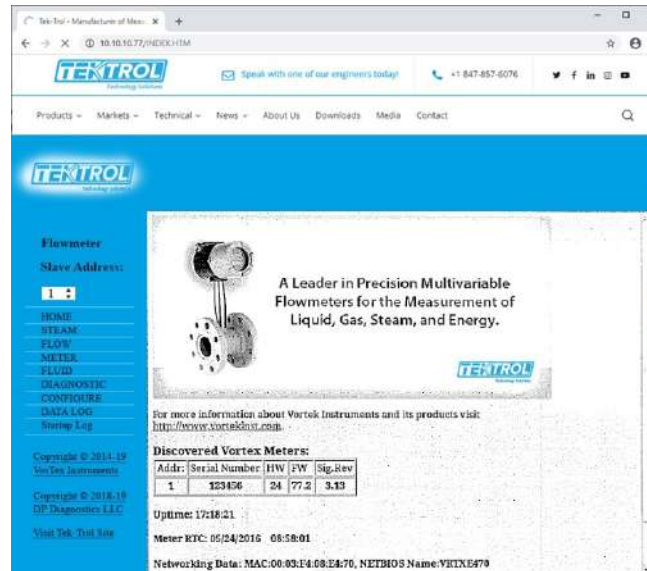 Tek-Trol - Manufacturer of Meas
10.10.10.77/INDEX.HTM
TEKTROL
Technology Solutions
Speak with one of our engineers today!
+1 847-857-6076
Products
Markets
Technical
News
About Us
Downloads
Media
Contact
TEKTROL
Flowmeter
Slave Address:
1
HOME
STEAM
FLOW
METER
FLUID
DIAGNOSTIC
CONFIGURE
DATA LOG
Startup Log
Copyright © 2014-19
VorTek Instruments
Copyright © 2018-19
DP Diagnostics LLC
Visit Tek-Trol Site
A Leader in Precision Multivariable
Flowmeters for the Measurement of
Liquid, Gas, Steam, and Energy.
TEKTROL
For more information about Vortek Instruments and its products visit
http://www.vortekinst.com.
Discovered Vortex Meters:
Addr: Serial Number HW FW Sig.Rev
1 123456 24 77.2 3.13
Uptime: 17:18:21
Meter RTC: 05/24/2016 08:58:01
Networking Data: MAC:00:03:F4:08:E4:70, NETBIOS Name:VRTXE470